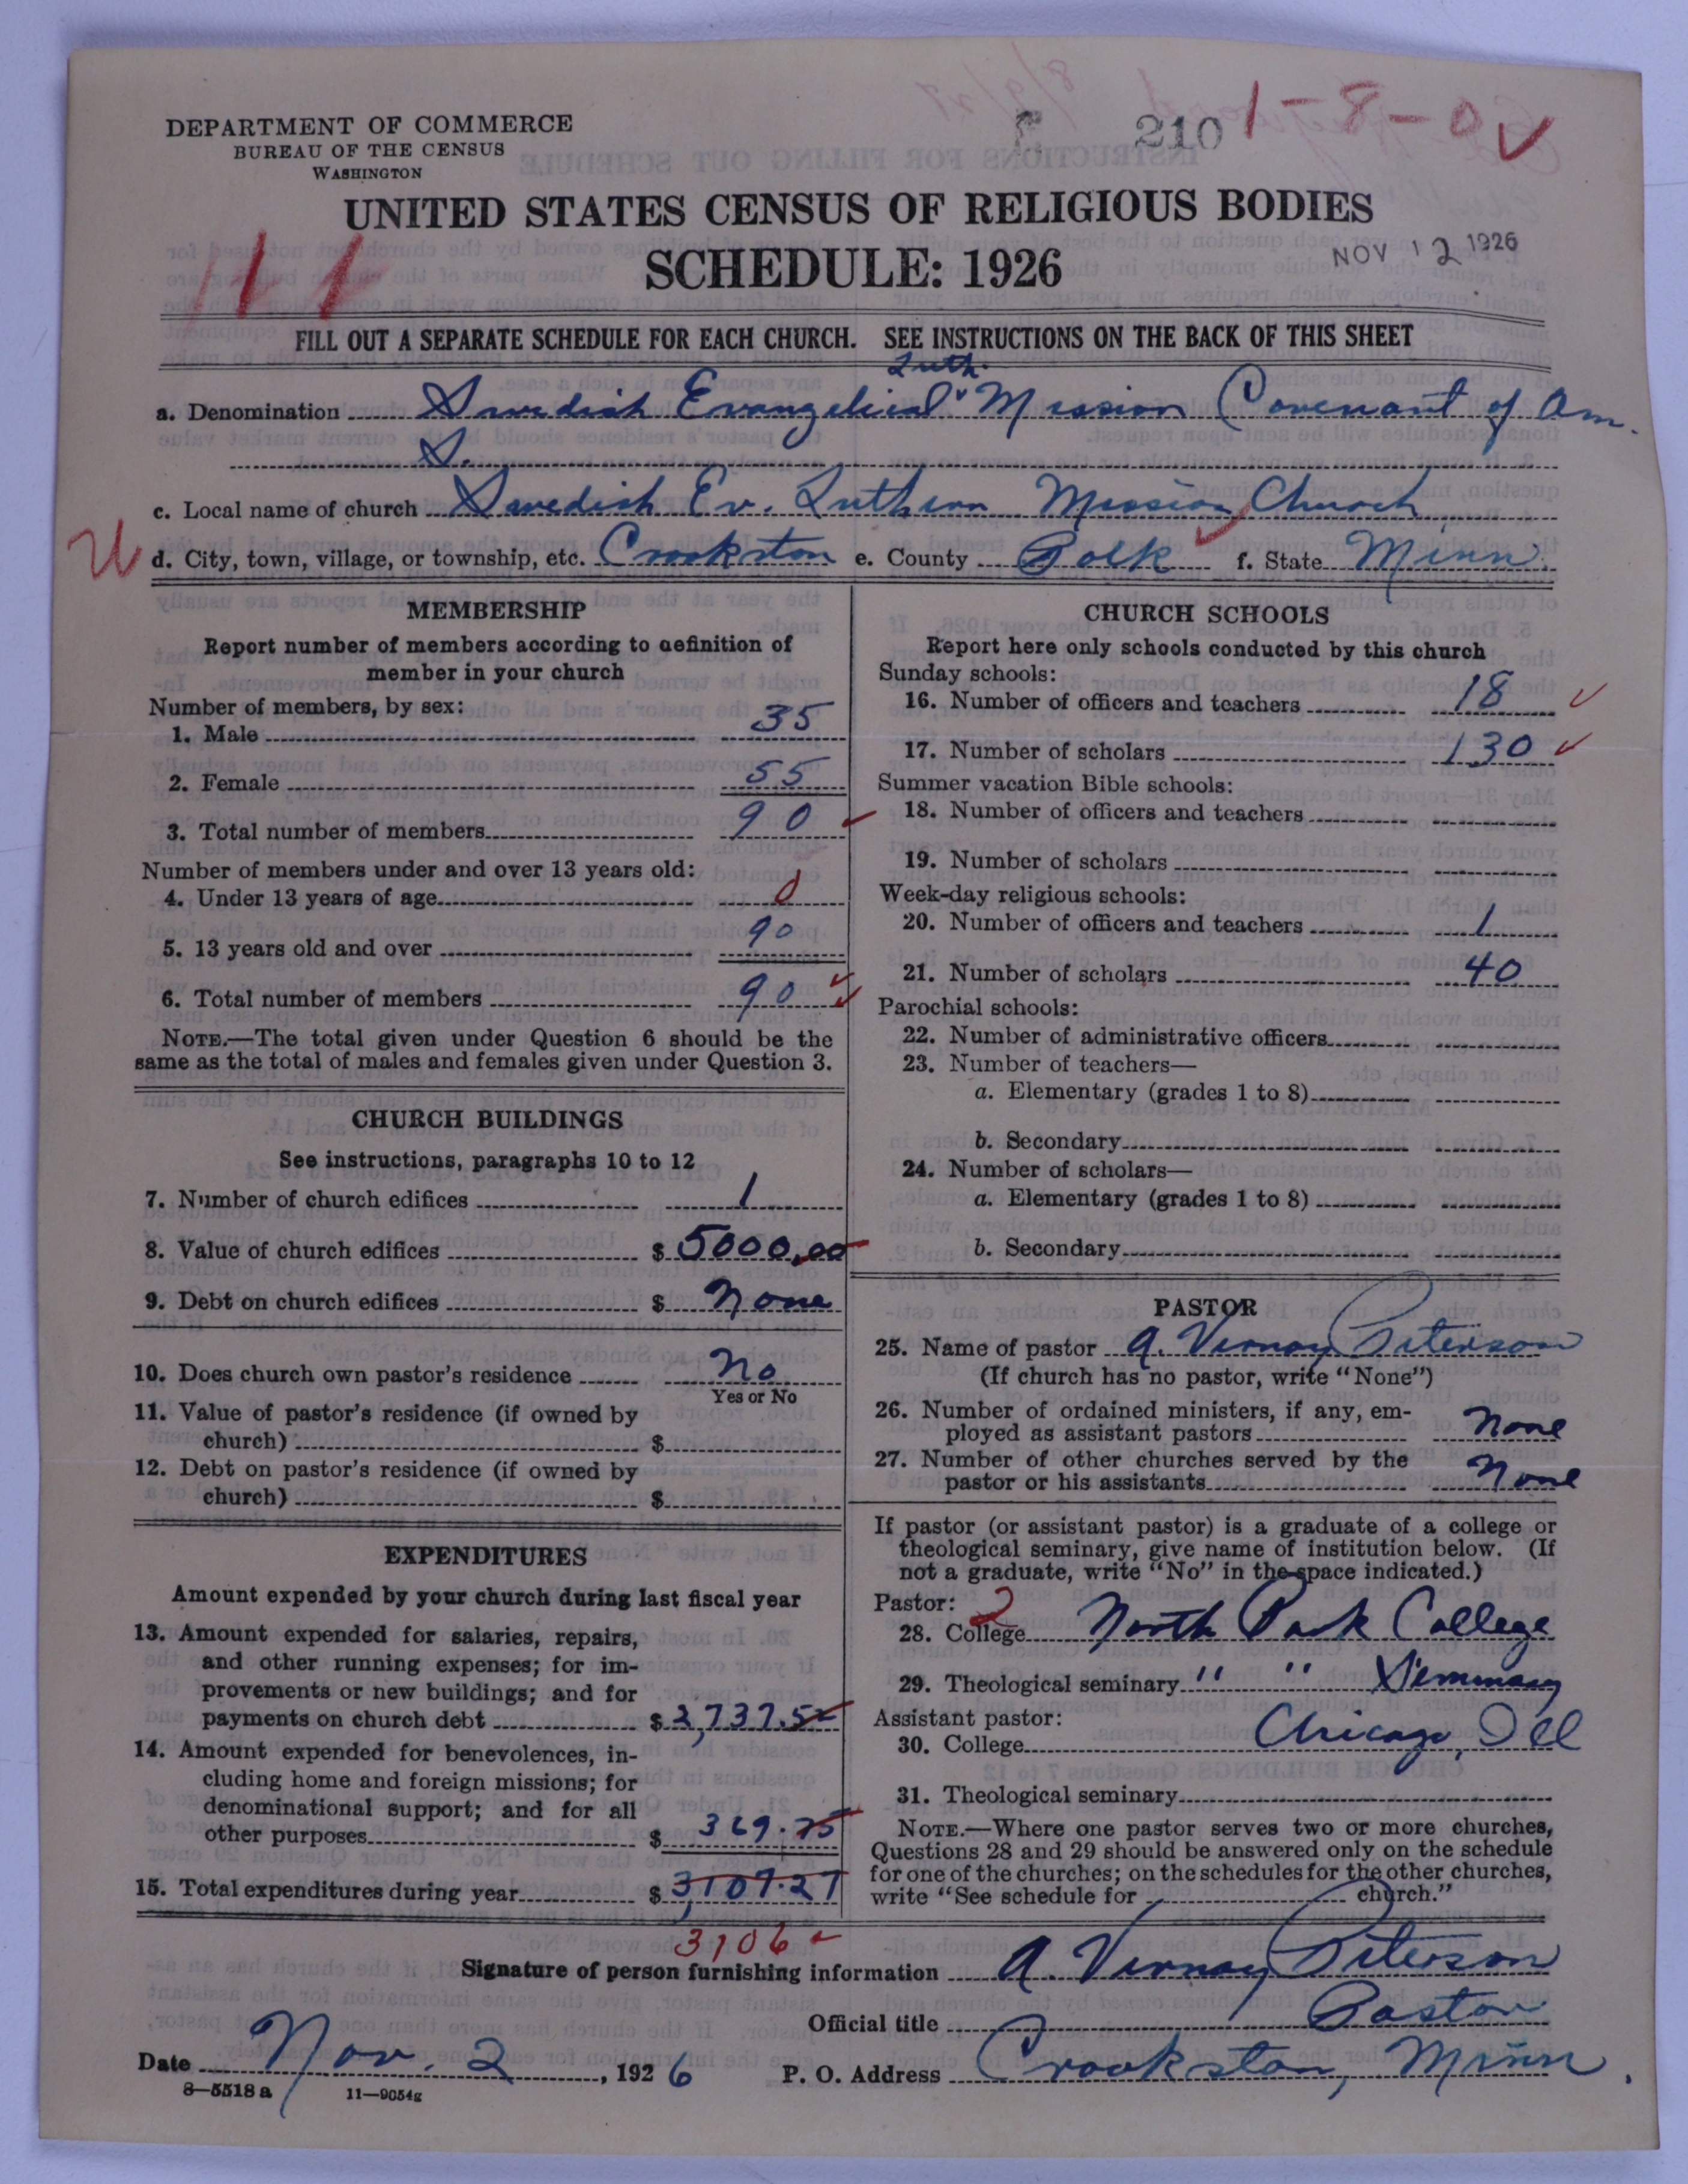 210
1-8-0
DEPARTMENT OF COMMERCE
BUREAU OF THE CENSUS
WASHINGTON
UNITED STATES CENSUS OF RELIGIOUS BODIES
SCHEDULE: 1926
NOV 12 1926
111
FILL OUT A SEPARATE SCHEDULE FOR EACH CHURCH. SEE INSTRUCTIONS ON THE BACK OF THIS SHEET
Luth.
a. Denomination Swedish Evangelical Mission Covenant of Am.
S.
c. Local name of church Swedish Ev. Luthern Mission Church
d. City, town, village, or township, etc. Crookston e. County Polk f. State Minn.
MEMBERSHIP
Report number of members according to definition of
member in your church
Number of members, by sex:
1. Male 35
2. Female 55
3. Total number of members 90
Number of members under and over 13 years old:
4. Under 13 years of age 0
5. 13 years old and over 90
6. Total number of members 90
NOTE.—The total given under Question 6 should be the
same as the total of males and females given under Question 3.
CHURCH BUILDINGS
See instructions, paragraphs 10 to 12
7. Number of church edifices 1
8. Value of church edifices $ 5000.00
9. Debt on church edifices $ None
10. Does church own pastor's residence No
Yes or No
11. Value of pastor's residence (if owned by
church) $
12. Debt on pastor's residence (if owned by
church) $
EXPENDITURES
Amount expended by your church during last fiscal year
13. Amount expended for salaries, repairs,
and other running expenses; for im-
provements or new buildings; and for
payments on church debt $ 2,737.52
14. Amount expended for benevolences, in-
cluding home and foreign missions; for
denominational support; and for all
other purposes $ 369.75
15. Total expenditures during year $ 3,107.27
3106
CHURCH SCHOOLS
Report here only schools conducted by this church
Sunday schools:
16. Number of officers and teachers 18
17. Number of scholars 130
Summer vacation Bible schools:
18. Number of officers and teachers
19. Number of scholars
Week-day religious schools:
20. Number of officers and teachers 1
21. Number of scholars 40
Parochial schools:
22. Number of administrative officers
23. Number of teachers—
a. Elementary (grades 1 to 8)
b. Secondary
24. Number of scholars—
a. Elementary (grades 1 to 8)
b. Secondary
PASTOR
25. Name of pastor A. Vernoy Peterson
(If church has no pastor, write "None")
26. Number of ordained ministers, if any, em-
ployed as assistant pastors None
27. Number of other churches served by the
pastor or his assistants None
If pastor (or assistant pastor) is a graduate of a college or
theological seminary, give name of institution below. (If
not a graduate, write "No" in the space indicated.)
Pastor: 2
28. College North Park College
29. Theological seminary " " Seminary
Assistant pastor:
30. College Chicago, Ill
31. Theological seminary
NOTE.—Where one pastor serves two or more churches,
Questions 28 and 29 should be answered only on the schedule
for one of the churches; on the schedules for the other churches,
write "See schedule for church."
Signature of person furnishing information A. Vernoy Peterson
Official title Pastor
Date Nov. 2, 1926 P. O. Address Crookston, Minn.
8—5518 a 11—9054g